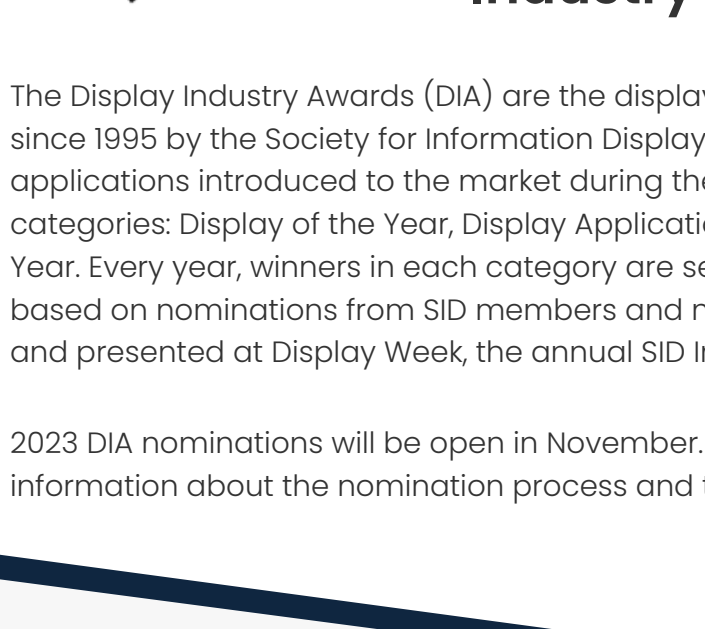 Industry
The Display Industry Awards (DIA) are the display
since 1995 by the Society for Information Display
applications introduced to the market during the
categories: Display of the Year, Display Applicati
Year. Every year, winners in each category are se
based on nominations from SID members and n
and presented at Display Week, the annual SID I
2023 DIA nominations will be open in November.
information about the nomination process and